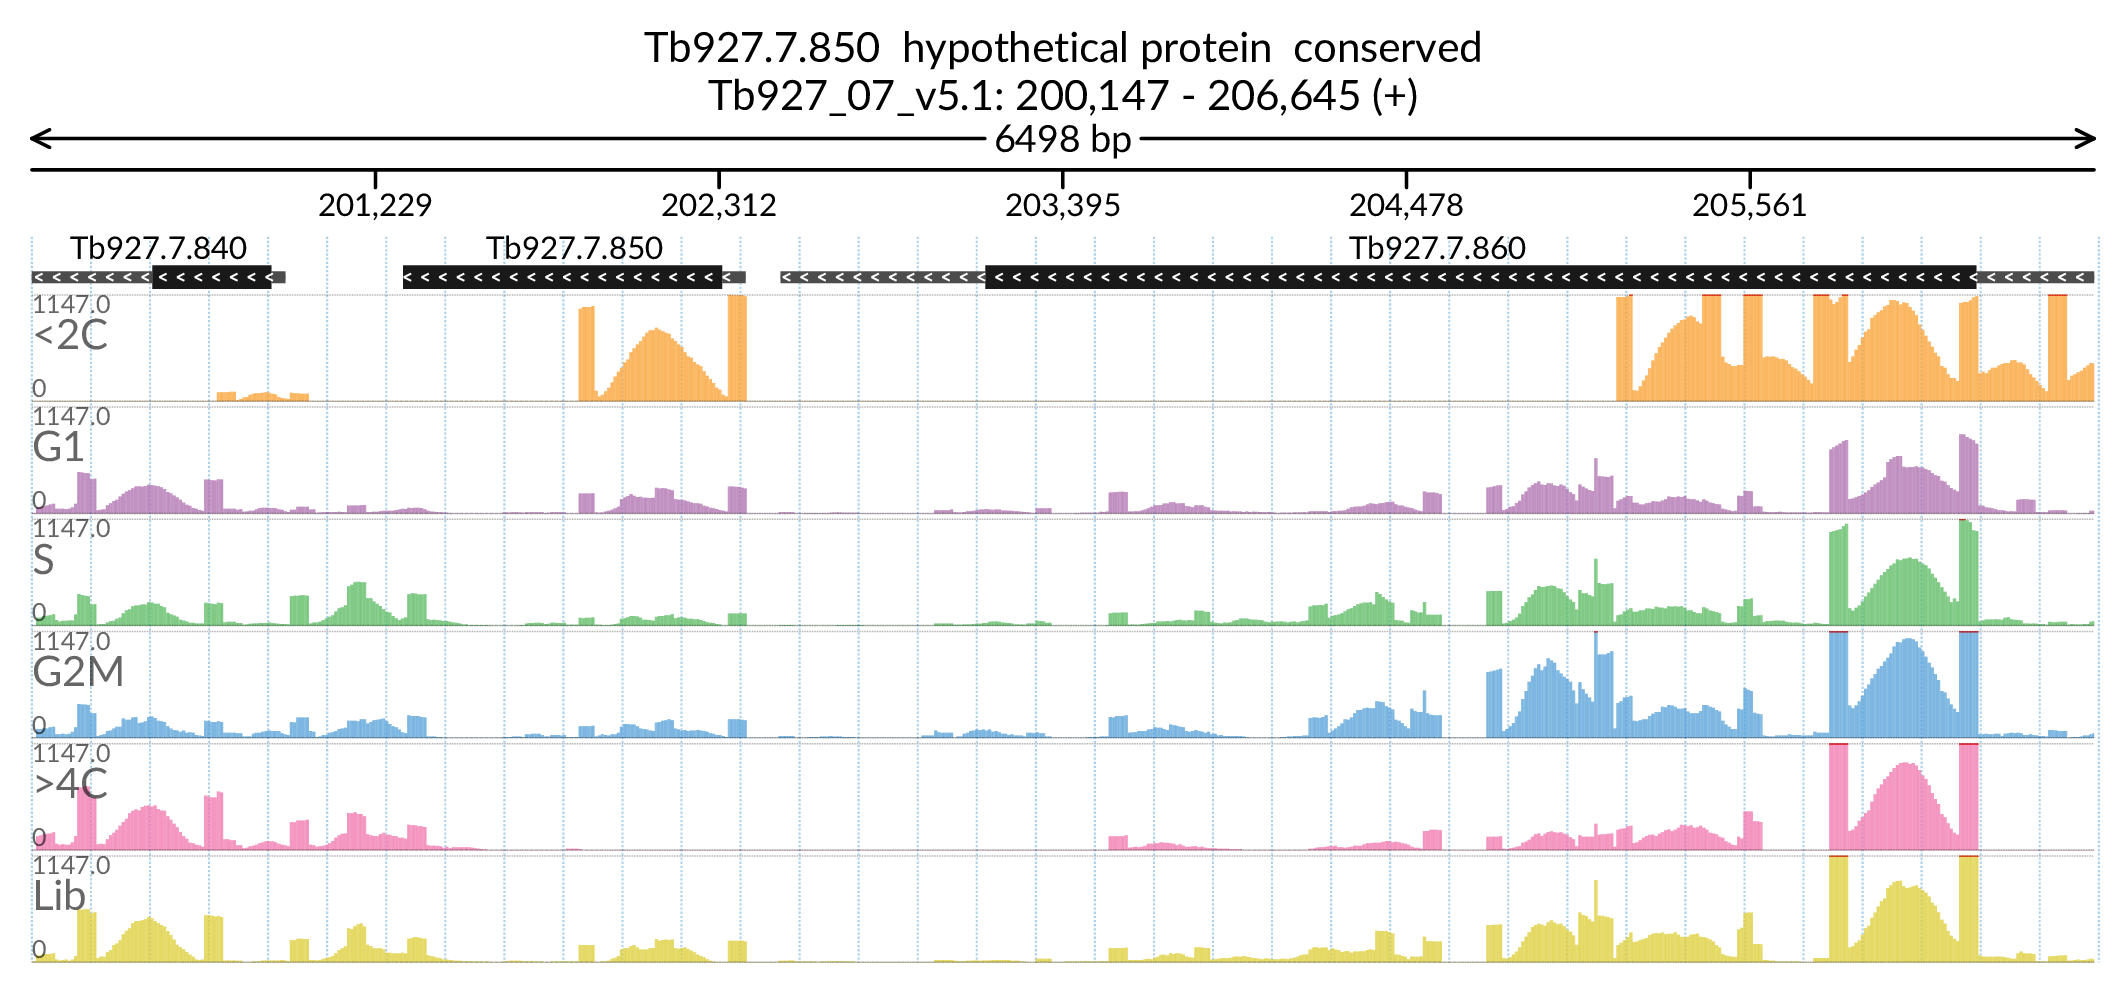 Tb927.7.850 hypothetical protein conserved
Tb927_07_v5.1: 200,147 - 206,645 (+)
6498 bp
201,229 202,312 203,395 204,478 205,561
Tb927.7.840 Tb927.7.850 Tb927.7.860
1147.0
<2C
0
1147.0
G1
0
1147.0
S
0
1147.0
G2M
0
1147.0
>4C
0
1147.0
Lib
0